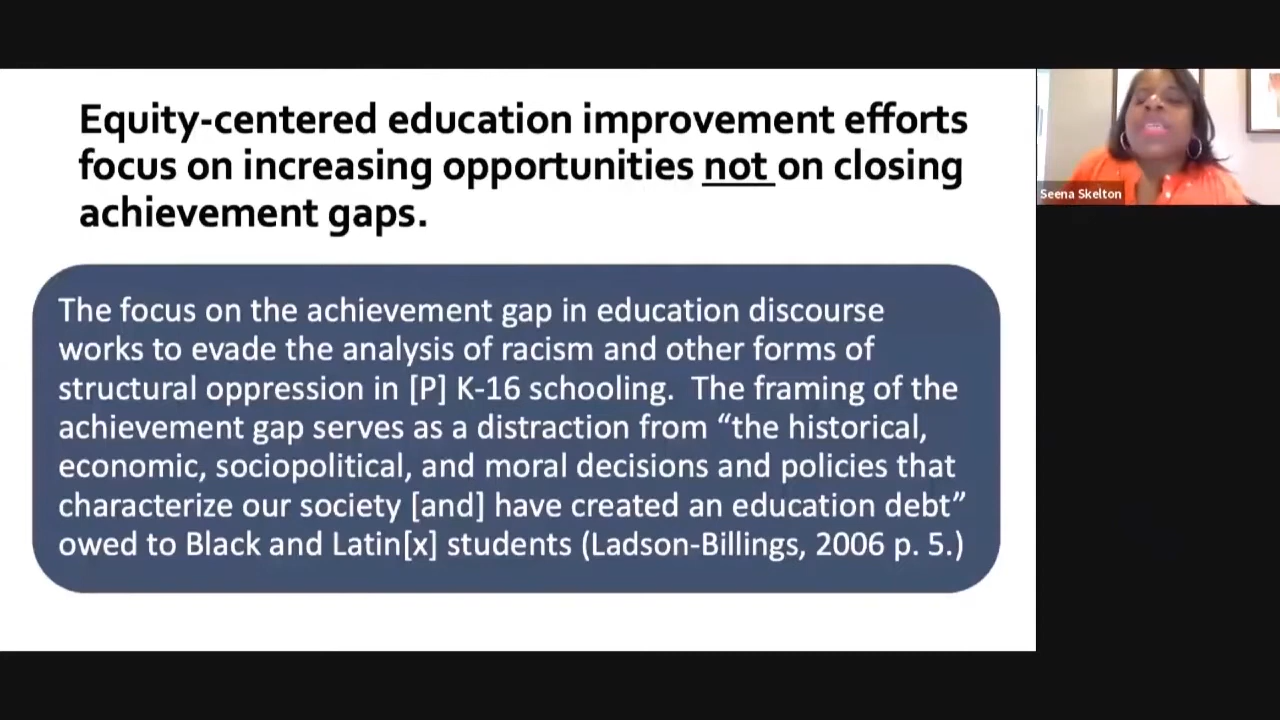 Equity-centered education improvement efforts
focus on increasing opportunities not on closing
achievement gaps.
The focus on the achievement gap in education discourse
works to evade the analysis of racism and other forms of
structural oppression in [P] K-16 schooling.  The framing of the
achievement gap serves as a distraction from “the historical,
economic, sociopolitical, and moral decisions and policies that
characterize our society [and] have created an education debt”
owed to Black and Latin[x] students (Ladson-Billings, 2006 p. 5.)
Seena Skelton